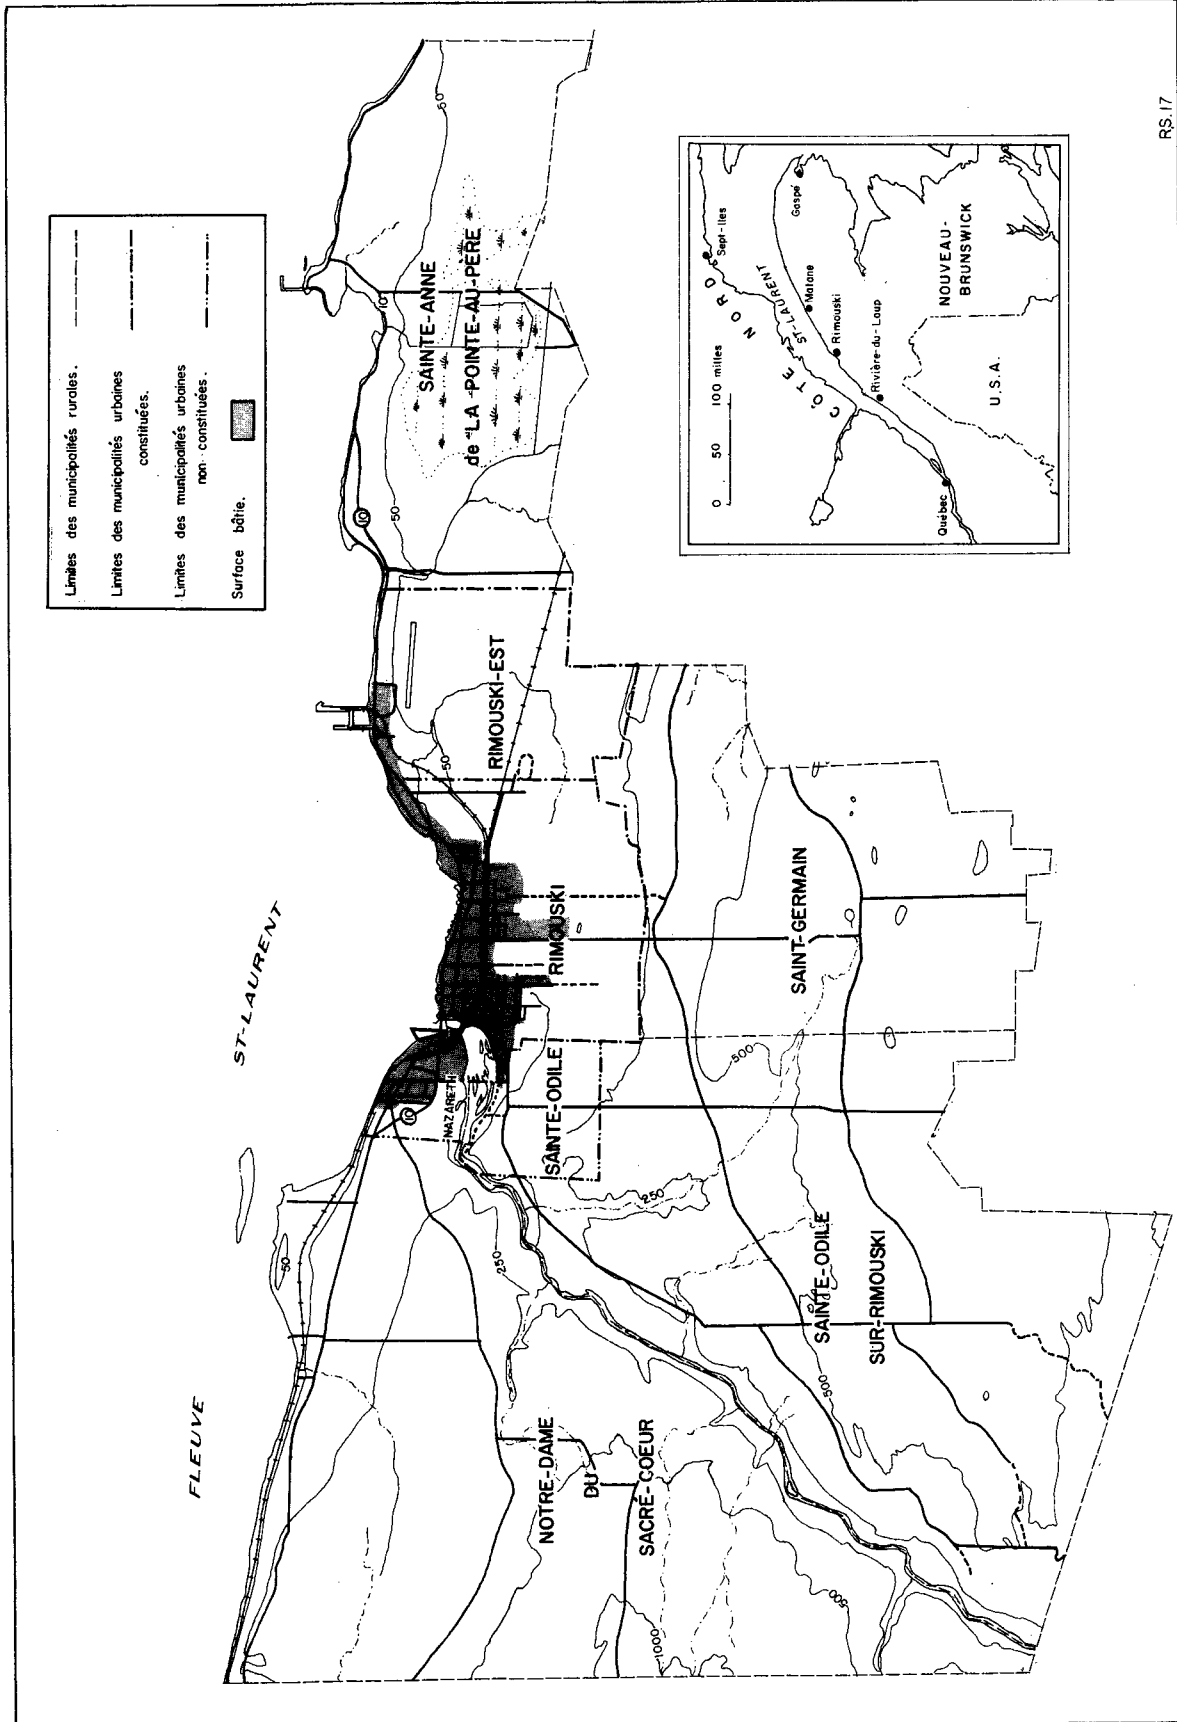 Limites des municipalités rurales.
Limites des municipalités urbaines
constituées.
Limites des municipalités urbaines
non constituées.
Surface bâtie.
FLEUVE
ST-LAURENT
SAINTE-ANNE
de LA POINTE-AU-PÈRE
RIMOUSKI-EST
RIMOUSKI
NAZARETH
SAINTE-ODILE
SAINT-GERMAIN
SAINTE-ODILE
SUR-RIMOUSKI
NOTRE-DAME
DU
SACRÉ-COEUR
10
10
10
50
50
50
50
250
250
500
500
500
1000
0 50 100 milles
CÔTE NORD
ST-LAURENT
Sept-Iles
Gaspé
Matane
Rimouski
Rivière-du-Loup
Québec
NOUVEAU-
BRUNSWICK
U.S.A.
R.S.17